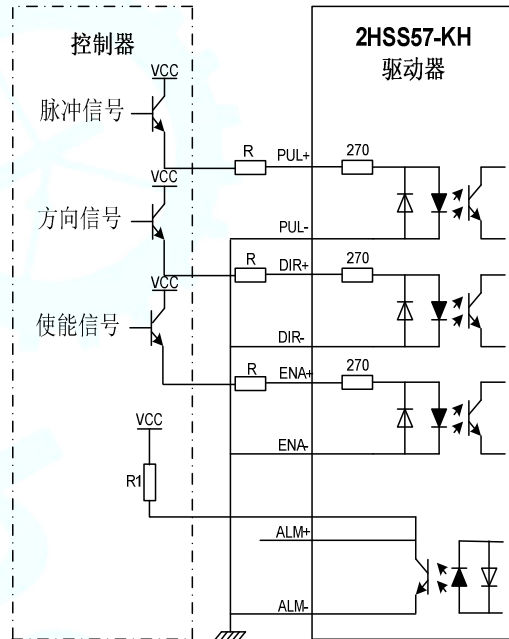 控制器
2HSS57-KH
驱动器
VCC
脉冲信号
R
PUL+
270
VCC
PUL-
方向信号
R
DIR+
270
VCC
使能信号
DIR-
R
ENA+
270
VCC
ENA-
R1
ALM+
ALM-